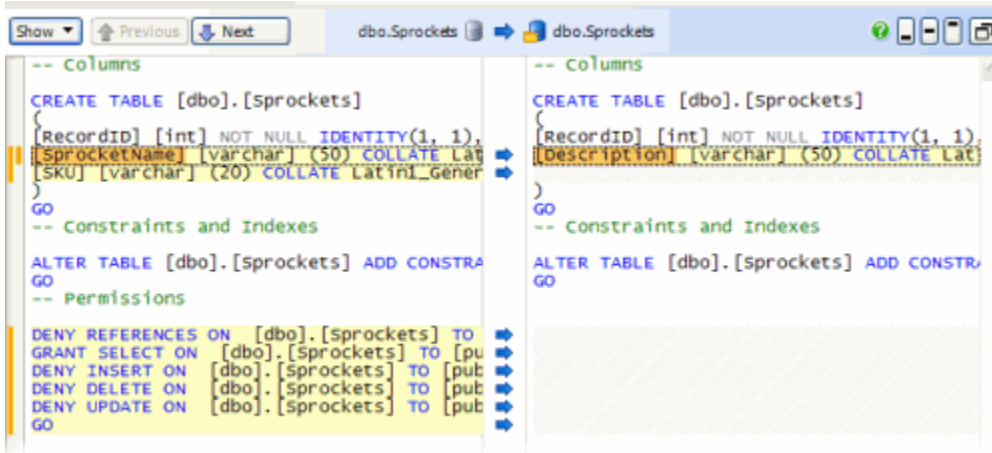 Show Previous Next dbo.Sprockets dbo.Sprockets
-- Columns
CREATE TABLE [dbo].[Sprockets]
(
[RecordID] [int] NOT NULL IDENTITY(1, 1),
[SprocketName] [varchar] (50) COLLATE Lat
[SKU] [varchar] (20) COLLATE Latin1_Gener
)
GO
-- Constraints and Indexes
ALTER TABLE [dbo].[Sprockets] ADD CONSTRA
GO
-- Permissions
DENY REFERENCES ON [dbo].[Sprockets] TO
GRANT SELECT ON [dbo].[Sprockets] TO [pu
DENY INSERT ON [dbo].[Sprockets] TO [pub
DENY DELETE ON [dbo].[Sprockets] TO [pub
DENY UPDATE ON [dbo].[Sprockets] TO [pub
GO
-- Columns
CREATE TABLE [dbo].[Sprockets]
(
[RecordID] [int] NOT NULL IDENTITY(1, 1),
[Description] [varchar] (50) COLLATE Lat
)
GO
-- Constraints and Indexes
ALTER TABLE [dbo].[Sprockets] ADD CONSTR
GO